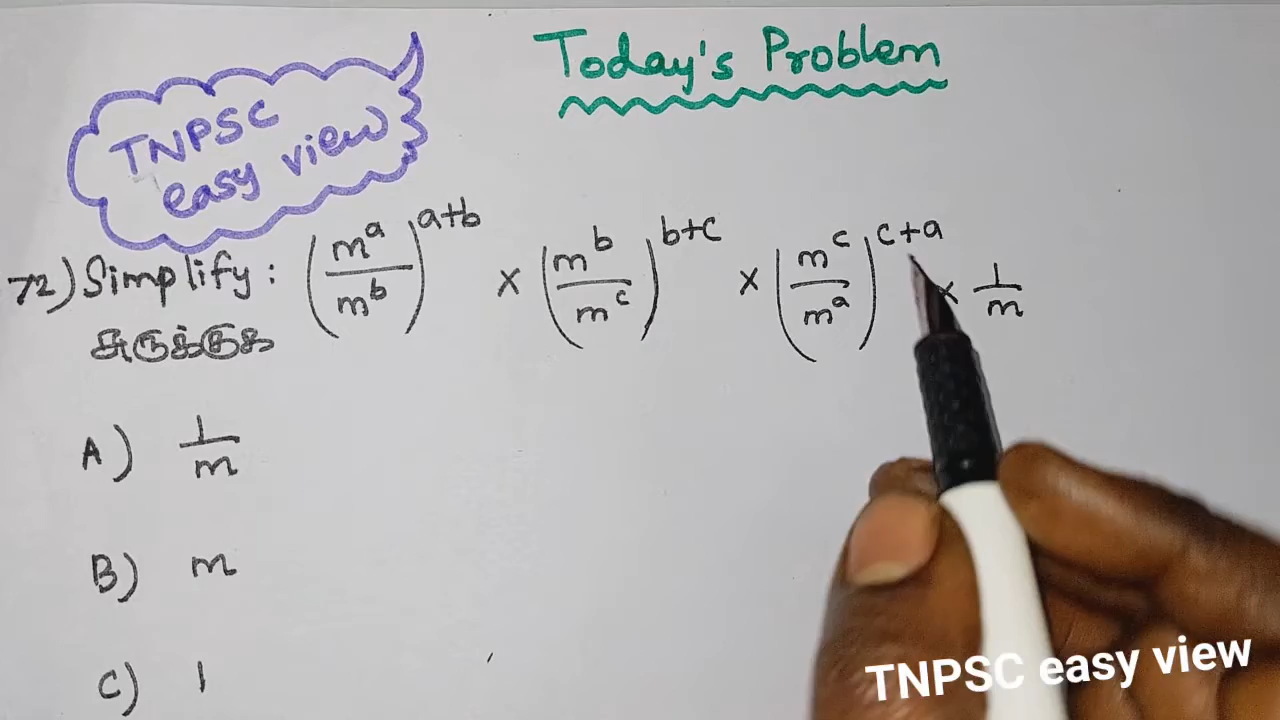 Today's Problem
TNPSC
easy view
72) Simplify : (m^a/m^b)^(a+b) × (m^b/m^c)^(b+c) × (m^c/m^a)^(c+a) × 1/m
சுருக்குக
A) 1/m
B) m
C) 1
TNPSC easy view